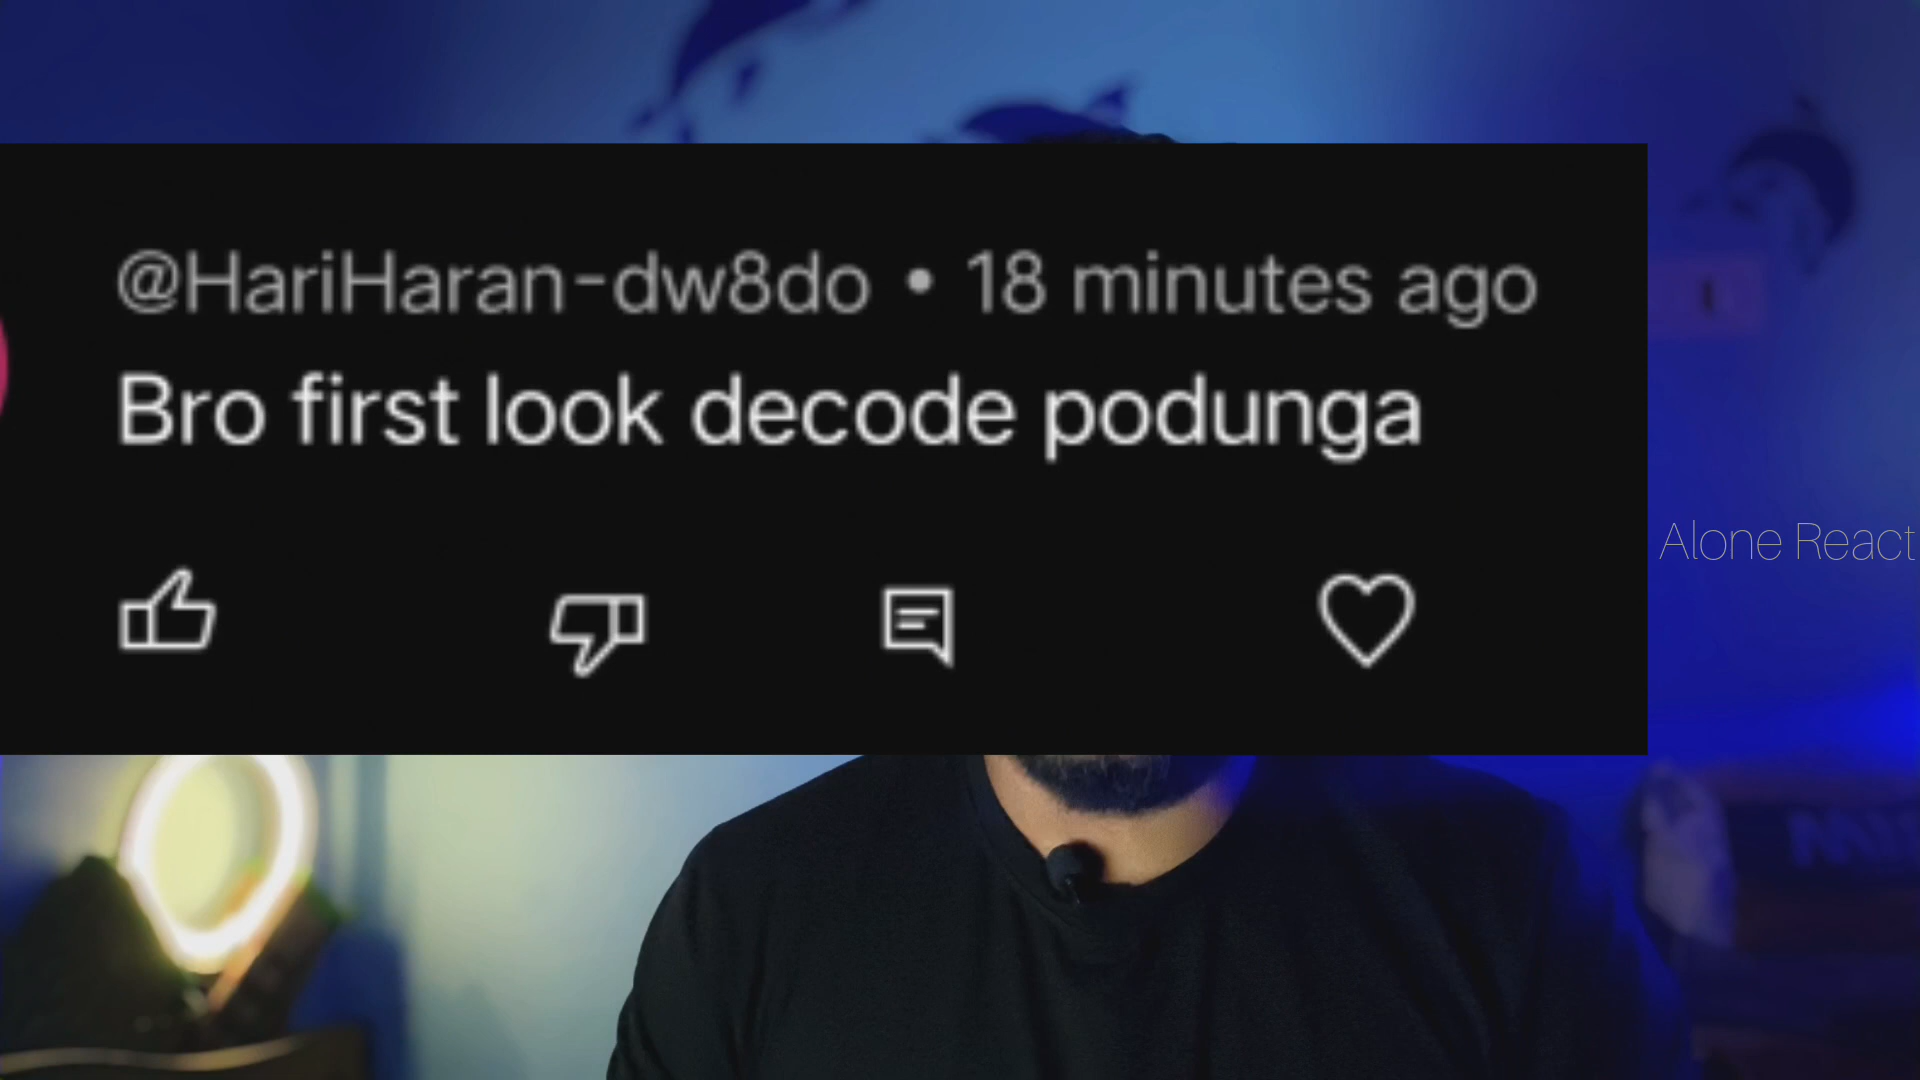 @HariHaran-dw8do • 18 minutes ago
Bro first look decode podunga
Alone React